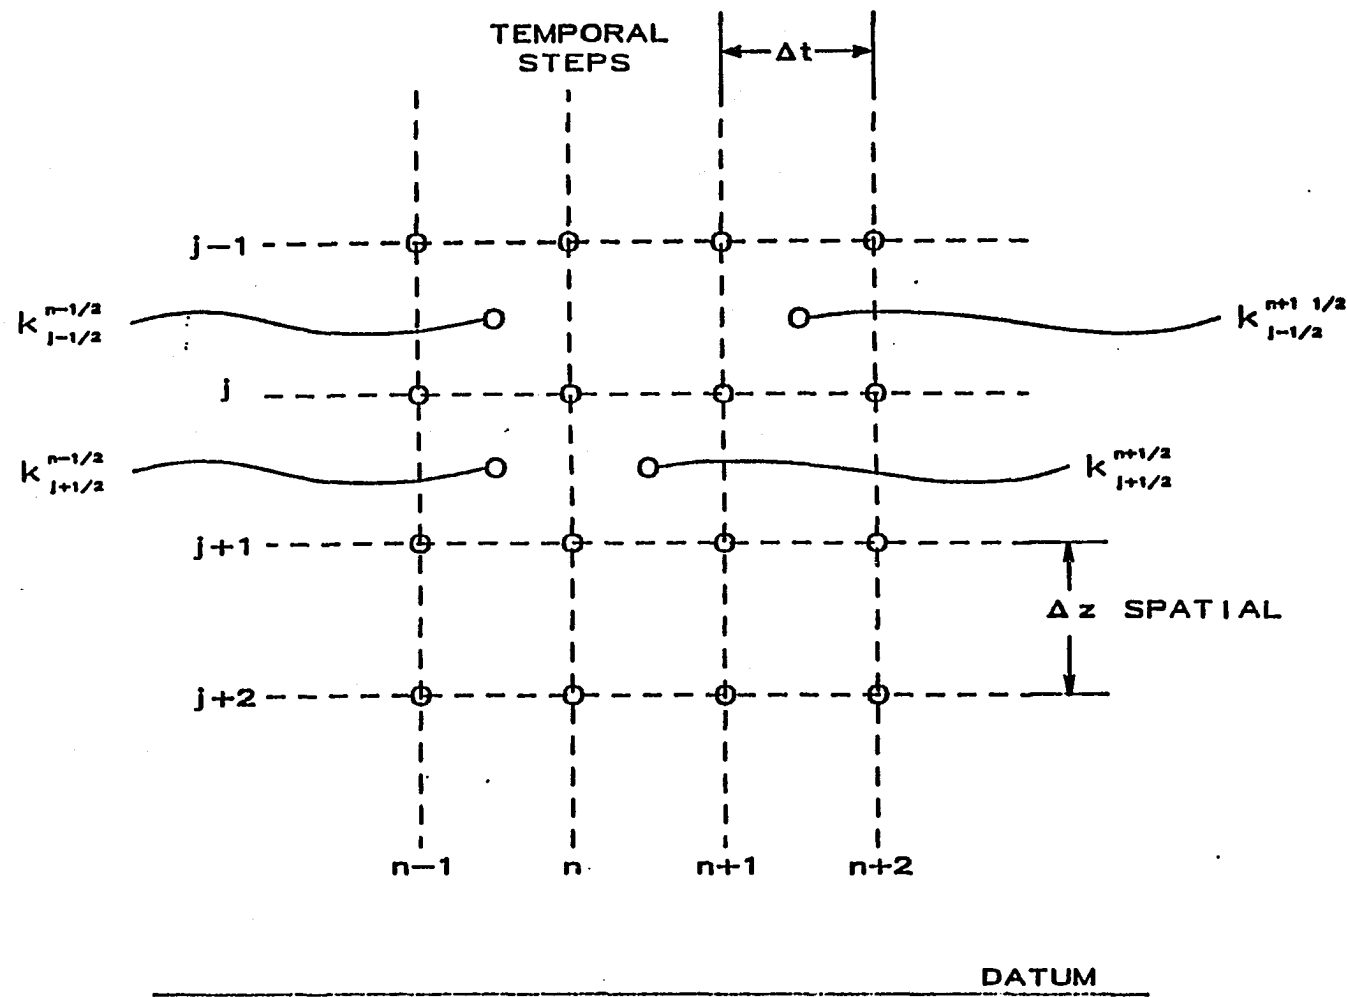 TEMPORAL
STEPS
Δt
j-1
k n-1/2 j-1/2
k n+1 1/2 j-1/2
j
k n-1/2 j+1/2
k n+1/2 j+1/2
j+1
Δz SPATIAL
j+2
n-1 n n+1 n+2
DATUM